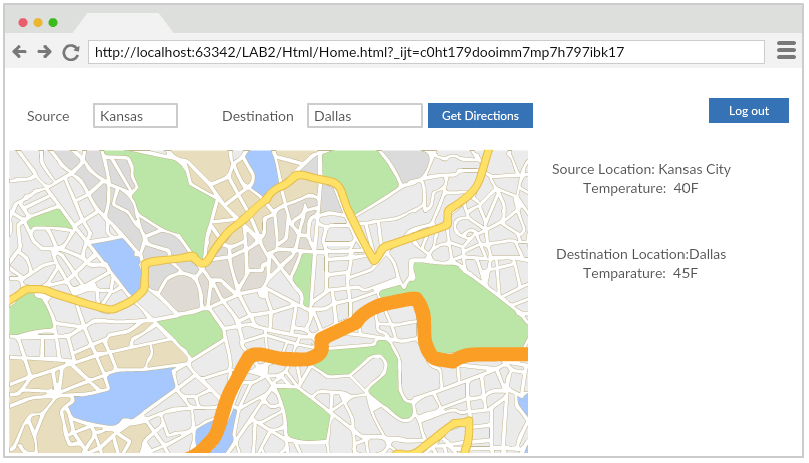 http://localhost:63342/LAB2/Html/Home.html?_ijt=c0ht179dooimm7mp7h797ibk17
Log out
Source Kansas Destination Dallas Get Directions
Source Location: Kansas City
Temperature: 40F
Destination Location:Dallas
Temparature: 45F